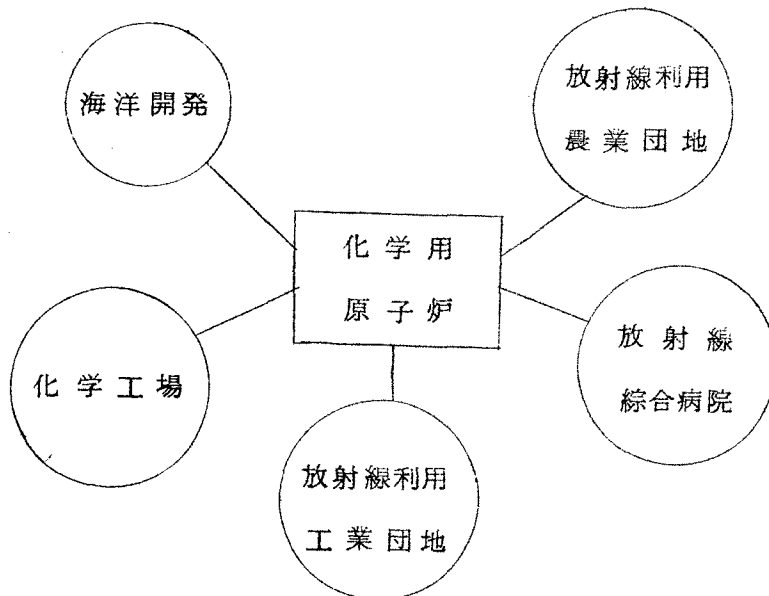 海洋開発
放射線利用
農業団地
化学用
原子炉
放射線
綜合病院
化学工場
放射線利用
工業団地